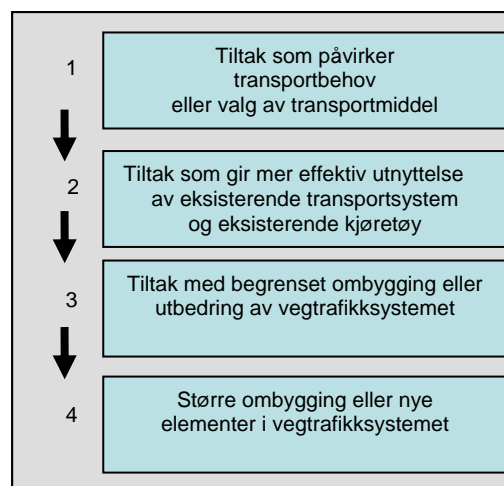 1
Tiltak som påvirker
transportbehov
eller valg av transportmiddel
2
Tiltak som gir mer effektiv utnyttelse
av eksisterende transportsystem
og eksisterende kjøretøy
3
Tiltak med begrenset ombygging eller
utbedring av vegtrafikksystemet
4
Større ombygging eller nye
elementer i vegtrafikksystemet